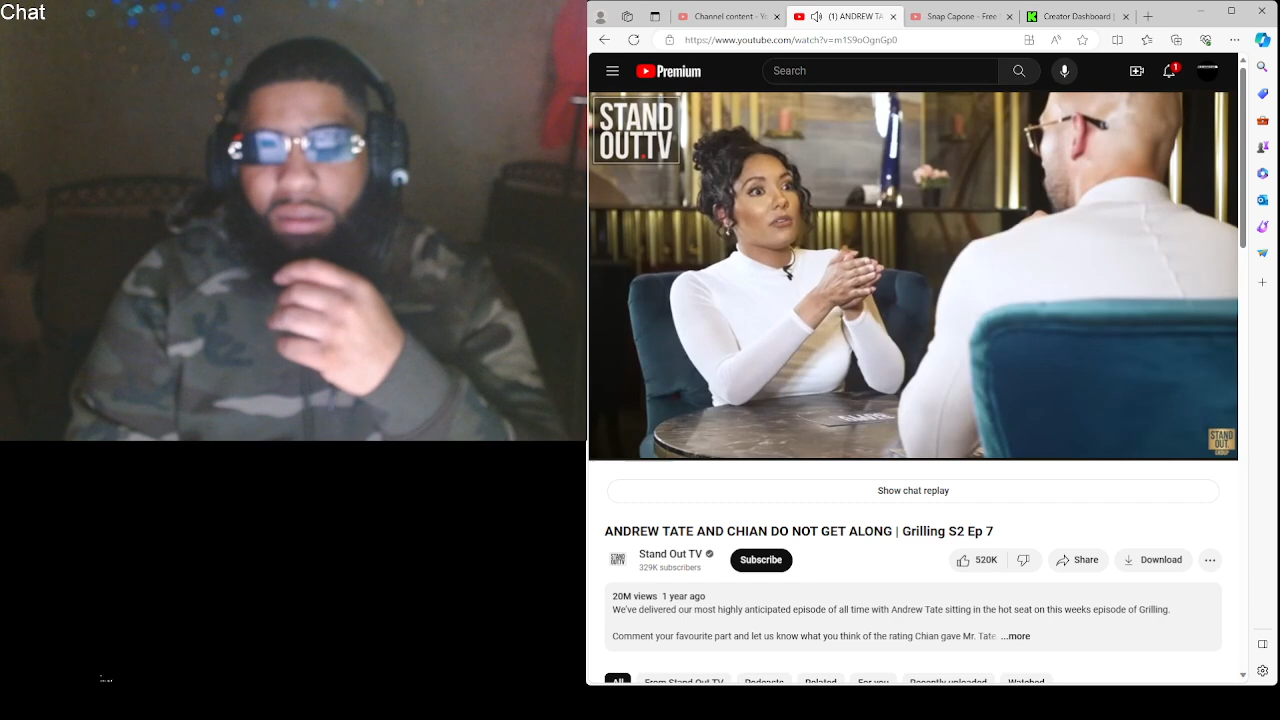 Chat
Channel content - Yo
(1) ANDREW TA
Snap Capone - Free
Creator Dashboard |
https://www.youtube.com/watch?v=m1S9oOgnGp0
Premium
Search
1
STAND
OUT.TV
STAND
OUT.
GROUP
Show chat replay
ANDREW TATE AND CHIAN DO NOT GET ALONG | Grilling S2 Ep 7
Stand Out TV
329K subscribers
Subscribe
520K
Share
Download
20M views 1 year ago
We've delivered our most highly anticipated episode of all time with Andrew Tate sitting in the hot seat on this weeks episode of Grilling.
Comment your favourite part and let us know what you think of the rating Chian gave Mr. Tate. ...more
All
From Stand Out TV
Podcasts
Related
For you
Recently uploaded
Watched